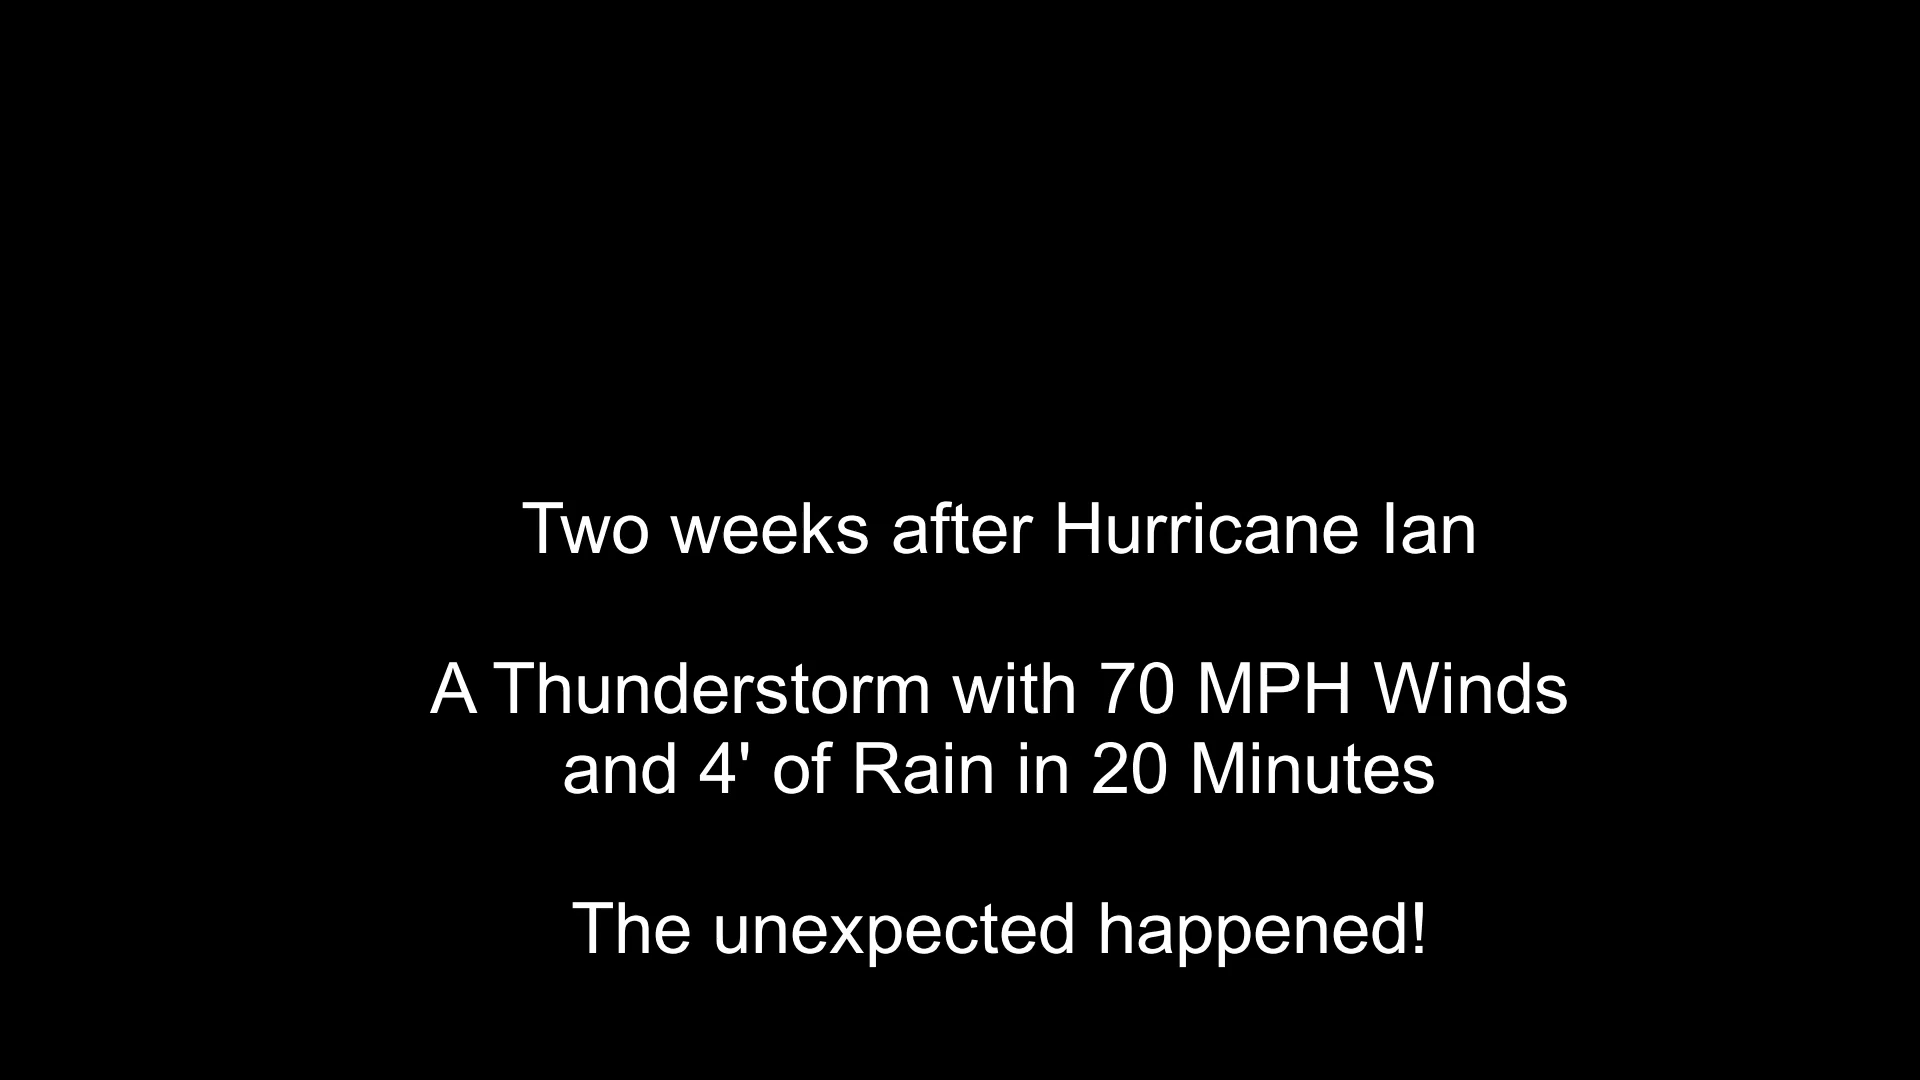 Two weeks after Hurricane Ian
A Thunderstorm with 70 MPH Winds
and 4' of Rain in 20 Minutes
The unexpected happened!